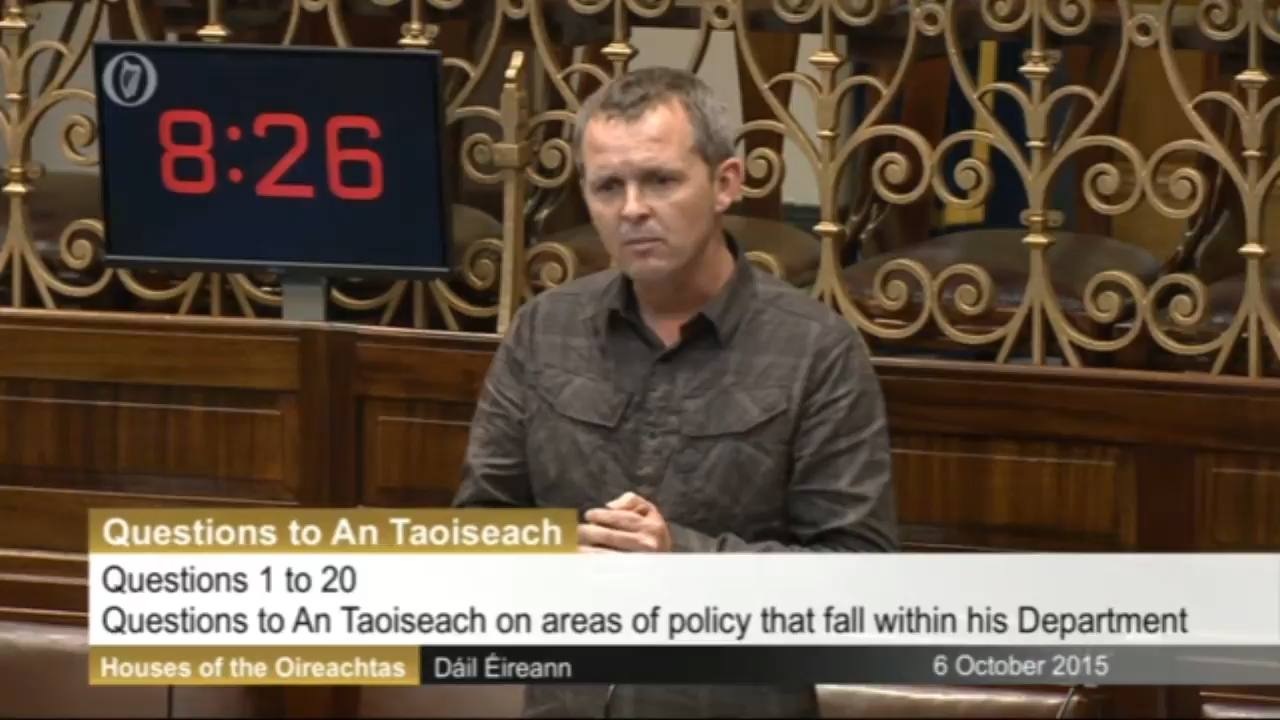 8:26
Questions to An Taoiseach
Questions 1 to 20
Questions to An Taoiseach on areas of policy that fall within his Department
Houses of the Oireachtas Dáil Éireann 6 October 2015